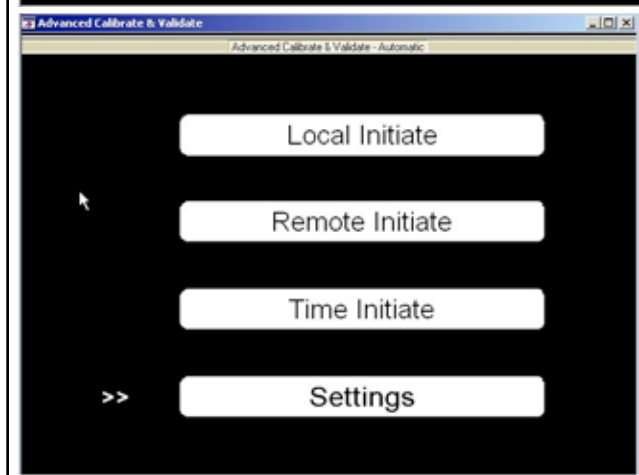 Advanced Calibrate & Validate
Advanced Calibrate & Validate - Automatic
Local Initiate
Remote Initiate
Time Initiate
>> Settings